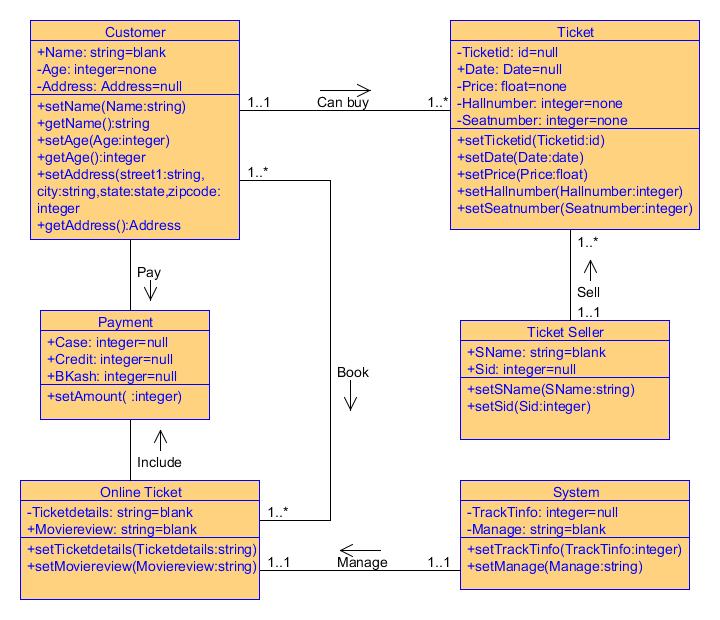 Customer
+Name: string=blank
-Age: integer=none
-Address: Address=null
+setName(Name:string)
+getName():string
+setAge(Age:integer)
+getAge():integer
+setAddress(street1:string,
city:string,state:state,zipcode:
integer
+getAddress():Address
1..1
Can buy
1..*
1..*
Ticket
-Ticketid: id=null
+Date: Date=null
-Price: float=none
-Hallnumber: integer=none
-Seatnumber: integer=none
+setTicketid(Ticketid:id)
+setDate(Date:date)
+setPrice(Price:float)
+setHallnumber(Hallnumber:integer)
+setSeatnumber(Seatnumber:integer)
1..*
Sell
1..1
Pay
Payment
+Case: integer=null
+Credit: integer=null
+BKash: integer=null
+setAmount( :integer)
Book
Ticket Seller
+SName: string=blank
+Sid: integer=null
+setSName(SName:string)
+setSid(Sid:integer)
Include
Online Ticket
-Ticketdetails: string=blank
+Moviereview: string=blank
+setTicketdetails(Ticketdetails:string)
+setMoviereview(Moviereview:string)
1..*
1..1
Manage
1..1
System
-TrackTinfo: integer=null
-Manage: string=blank
+setTrackTinfo(TrackTinfo:integer)
+setManage(Manage:string)